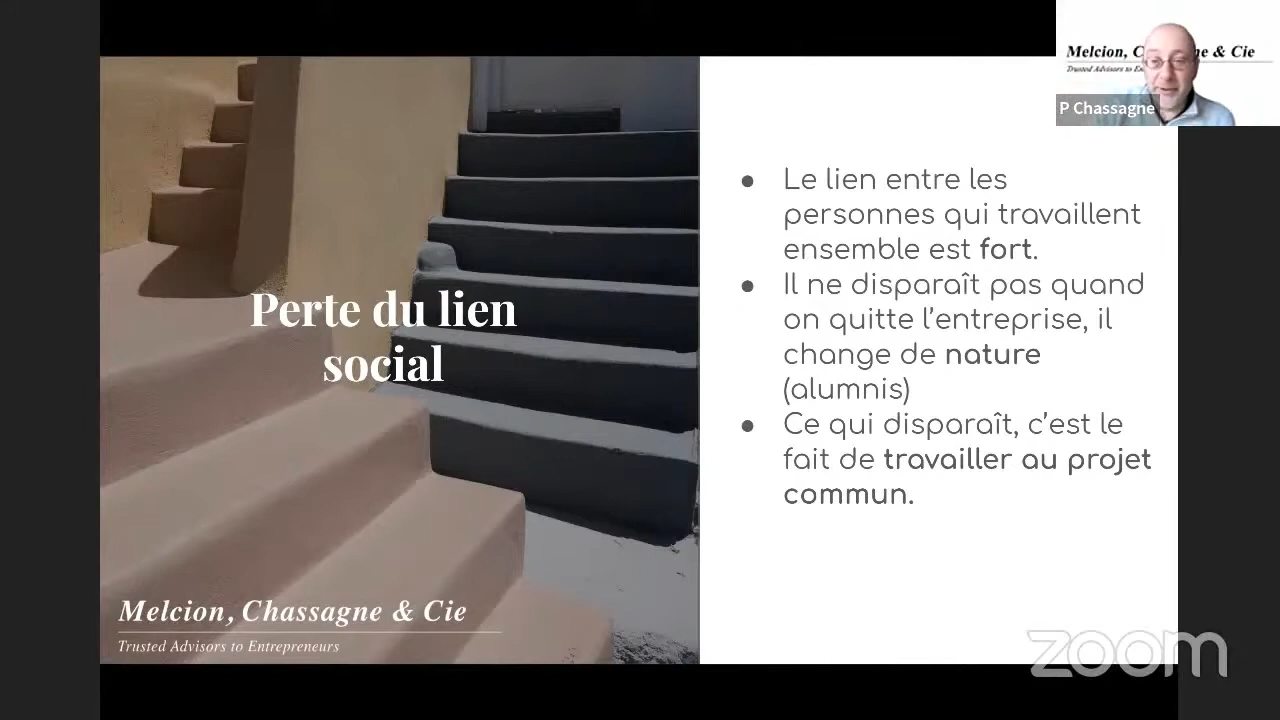 Melcion, C ne & Cie
Trusted Advisors to
P Chassagne
Perte du lien
social
● Le lien entre les
personnes qui travaillent
ensemble est fort.
● Il ne disparaît pas quand
on quitte l’entreprise, il
change de nature
(alumnis)
● Ce qui disparaît, c’est le
fait de travailler au projet
commun.
Melcion, Chassagne & Cie
Trusted Advisors to Entrepreneurs
zoom